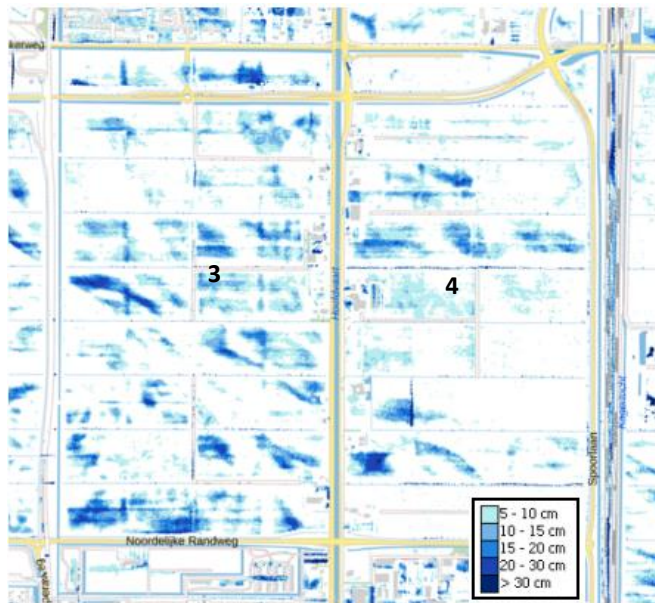 kerweg
3
4
Spoorlaan
Noordelijke Randweg
5 - 10 cm
10 - 15 cm
15 - 20 cm
20 - 30 cm
> 30 cm